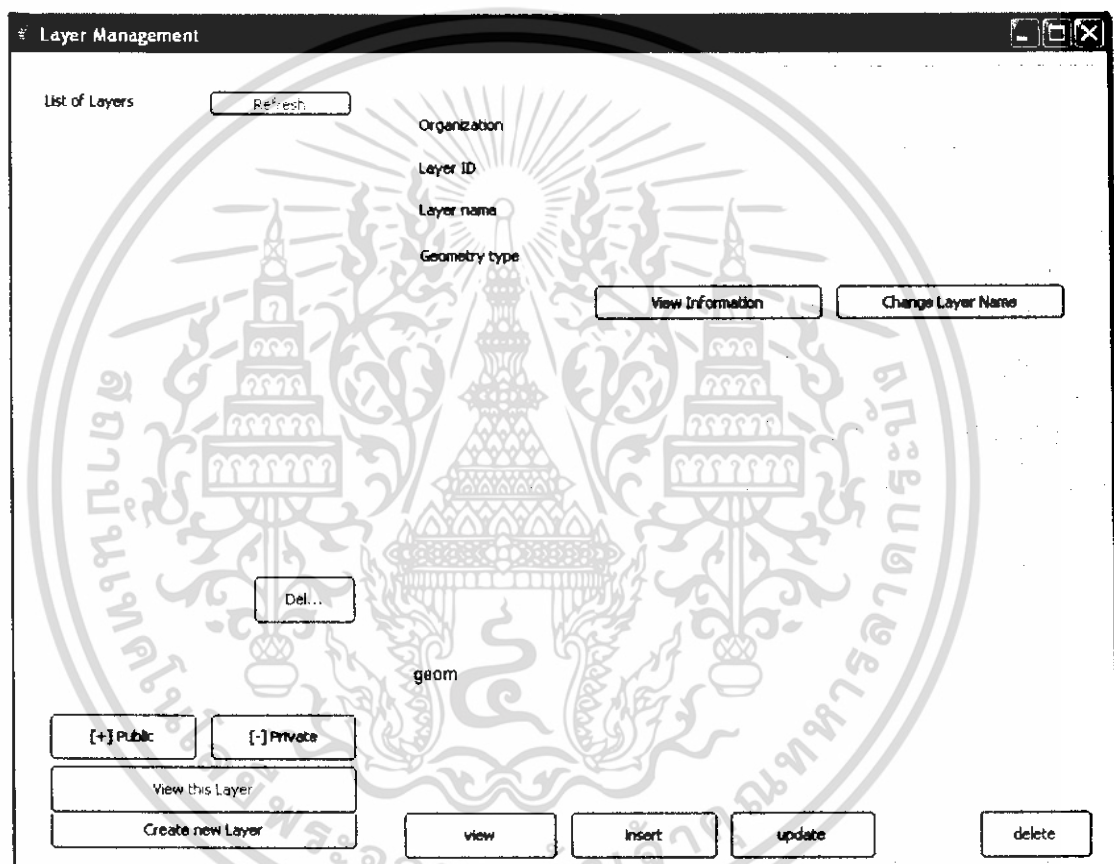 Layer Management
List of Layers
Refresh
Organization
Layer ID
Layer name
Geometry type
View Information
Change Layer Name
Del...
geom
[+] Public
[-] Private
View this Layer
Create new Layer
view
insert
update
delete